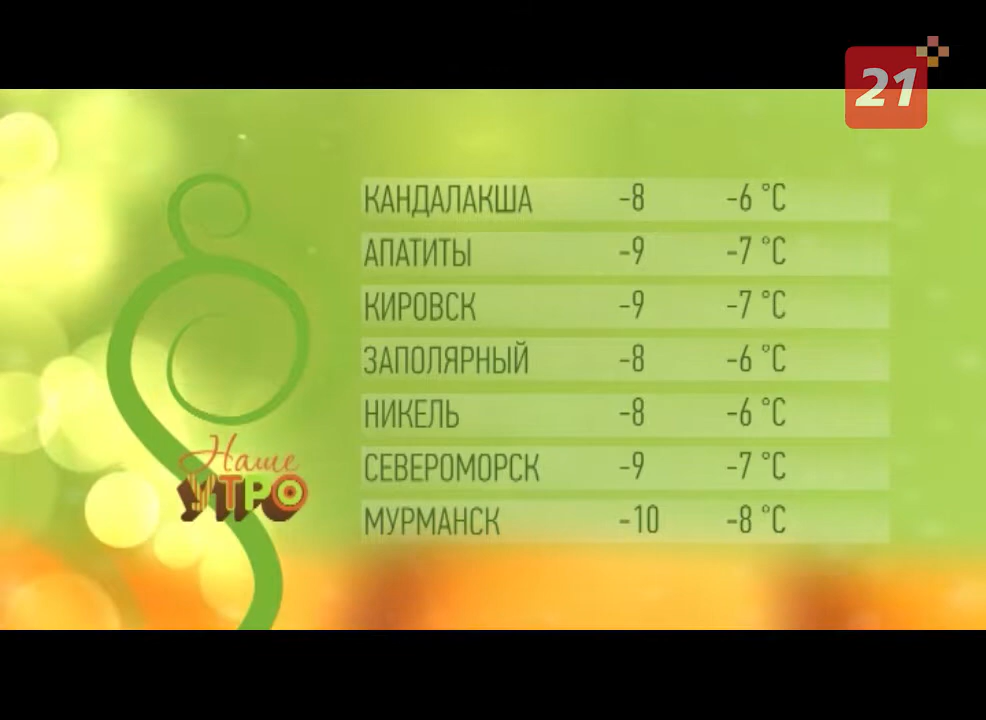 21
КАНДАЛАКША -8 -6 °C
АПАТИТЫ -9 -7 °C
КИРОВСК -9 -7 °C
ЗАПОЛЯРНЫЙ -8 -6 °C
НИКЕЛЬ -8 -6 °C
Наше
УТРО
СЕВЕРОМОРСК -9 -7 °C
МУРМАНСК -10 -8 °C